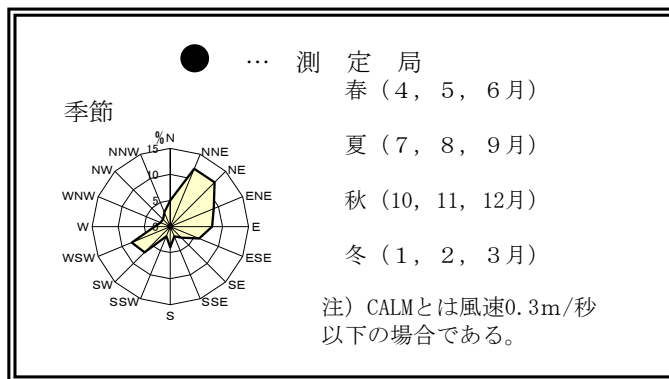 ● … 測 定 局
季節
春（4, 5, 6月）
夏（7, 8, 9月）
秋（10, 11, 12月）
冬（1, 2, 3月）
注）CALMとは風速0.3m/秒
以下の場合である。
%
15
10
5
0
N
NNE
NE
ENE
E
ESE
SE
SSE
S
SSW
SW
WSW
W
WNW
NW
NNW